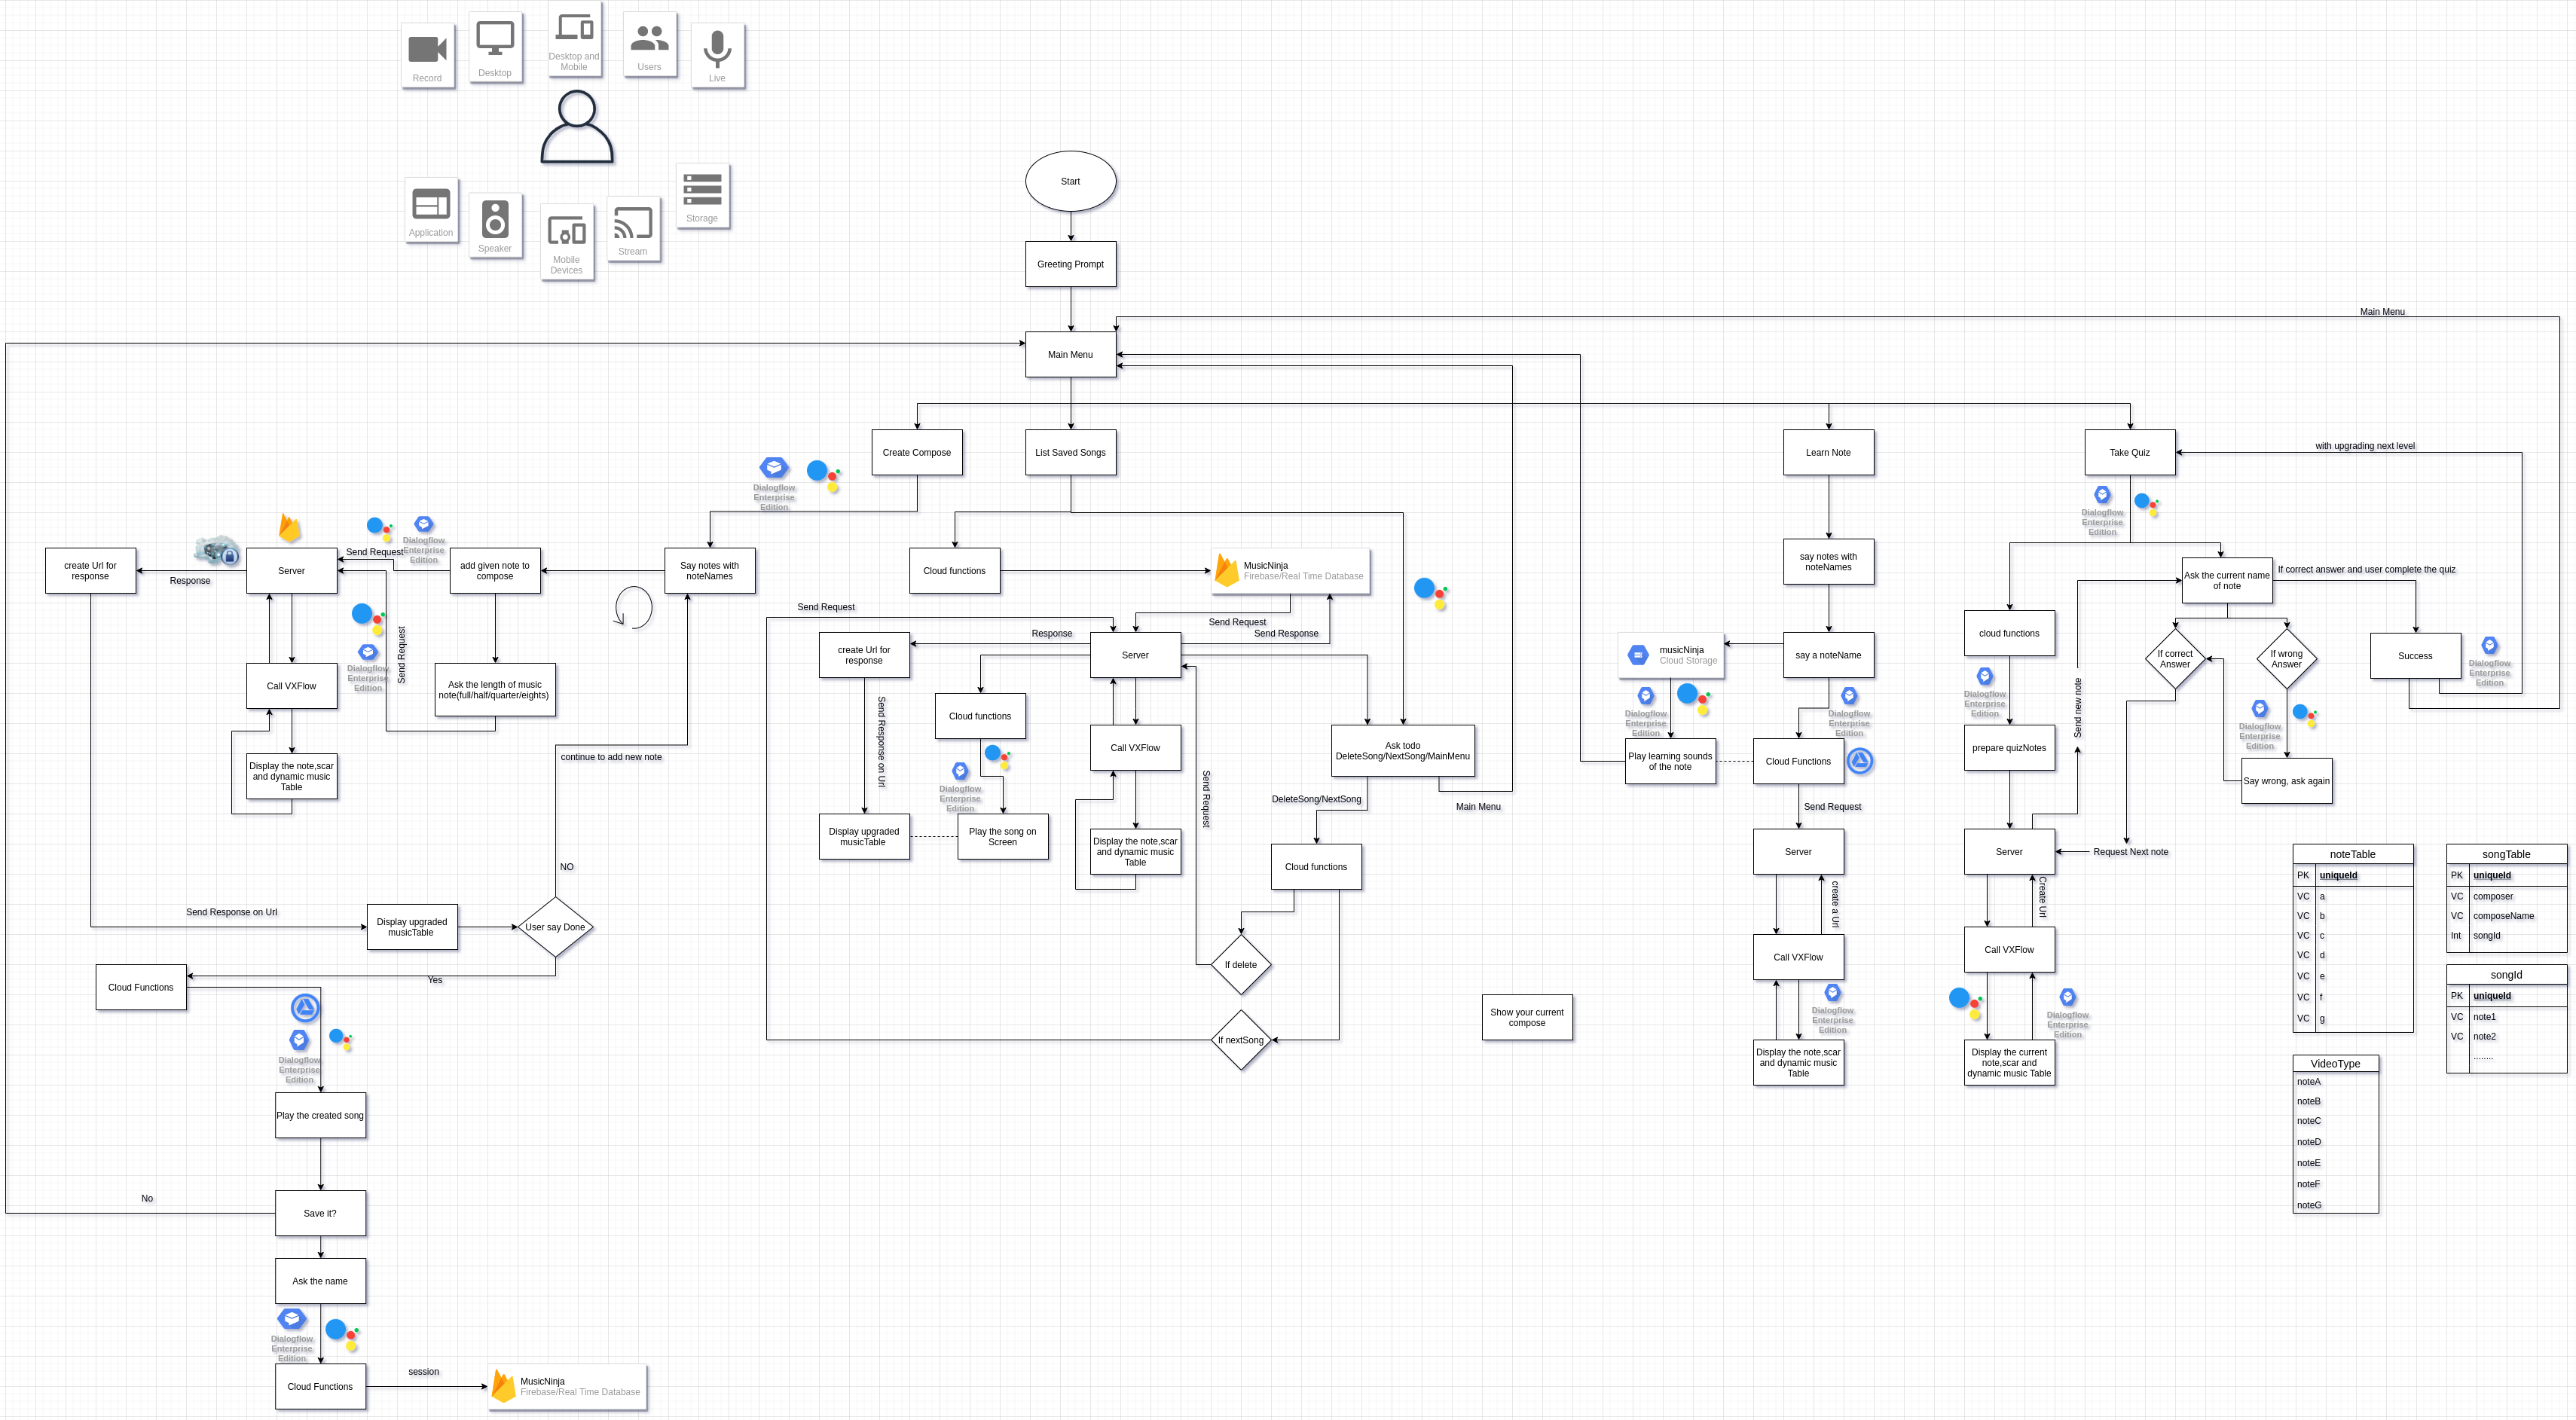 Record
Desktop
Desktop and
Mobile
Users
Live
Application
Speaker
Mobile
Devices
Stream
Storage
Start
Greeting Prompt
Main Menu
Main Menu
Create Compose
List Saved Songs
Learn Note
Take Quiz
with upgrading next level
Dialogflow
Enterprise
Edition
create Url for
response
Response
Server
Send Request
Dialogflow
Enterprise
Edition
add given note to
compose
Say notes with
noteNames
Call VXFlow
Dialogflow
Enterprise
Edition
Send Request
Ask the length of music
note(full/half/quarter/eights)
Display the note,scar
and dynamic music
Table
continue to add new note
NO
Send Response on Url
Display upgraded
musicTable
User say Done
Yes
Cloud Functions
Dialogflow
Enterprise
Edition
Play the created song
No
Save it?
Ask the name
Dialogflow
Enterprise
Edition
Cloud Functions
session
MusicNinja
Firebase/Real Time Database
Cloud functions
MusicNinja
Firebase/Real Time Database
Send Request
Send Request
Send Response
Response
create Url for
response
Server
Send Response on Url
Cloud functions
Dialogflow
Enterprise
Edition
Call VXFlow
Send Request
Display upgraded
musicTable
Play the song on
Screen
Display the note,scar
and dynamic music
Table
Ask todo
DeleteSong/NextSong/MainMenu
DeleteSong/NextSong
Main Menu
Cloud functions
If delete
If nextSong
Show your current
compose
say notes with
noteNames
say a noteName
musicNinja
Cloud Storage
Dialogflow
Enterprise
Edition
Dialogflow
Enterprise
Edition
Play learning sounds
of the note
Cloud Functions
Send Request
Server
create a Url
Call VXFlow
Dialogflow
Enterprise
Edition
Display the note,scar
and dynamic music
Table
Dialogflow
Enterprise
Edition
Ask the current name
of note
If correct answer and user complete the quiz
cloud functions
Dialogflow
Enterprise
Edition
prepare quizNotes
Send new note
If correct
Answer
If wrong
Answer
Success
Dialogflow
Enterprise
Edition
Dialogflow
Enterprise
Edition
Say wrong, ask again
Server
Request Next note
Create Url
Call VXFlow
Dialogflow
Enterprise
Edition
Display the current
note,scar and
dynamic music Table
noteTable
PK uniqueId
VC a
VC b
VC c
VC d
VC e
VC f
VC g
songTable
PK uniqueId
VC composer
VC composeName
Int songId
songId
PK uniqueId
VC note1
VC note2
........
VideoType
noteA
noteB
noteC
noteD
noteE
noteF
noteG